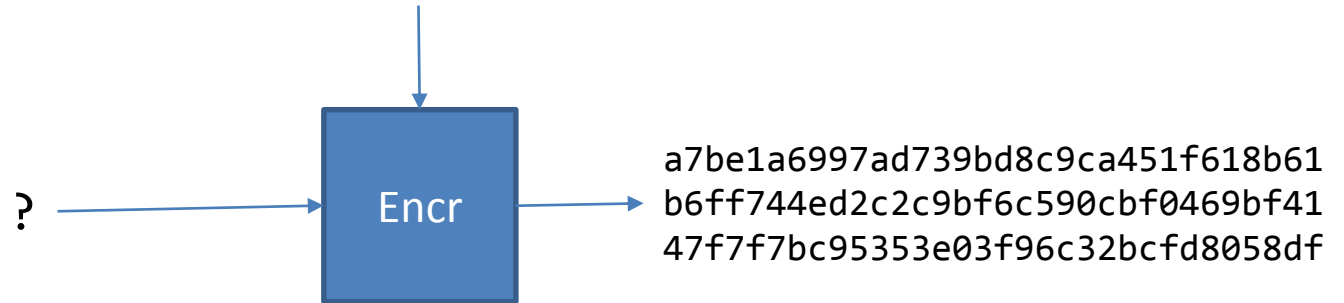 ?
Encr
a7be1a6997ad739bd8c9ca451f618b61
b6ff744ed2c2c9bf6c590cbf0469bf41
47f7f7bc95353e03f96c32bcfd8058df